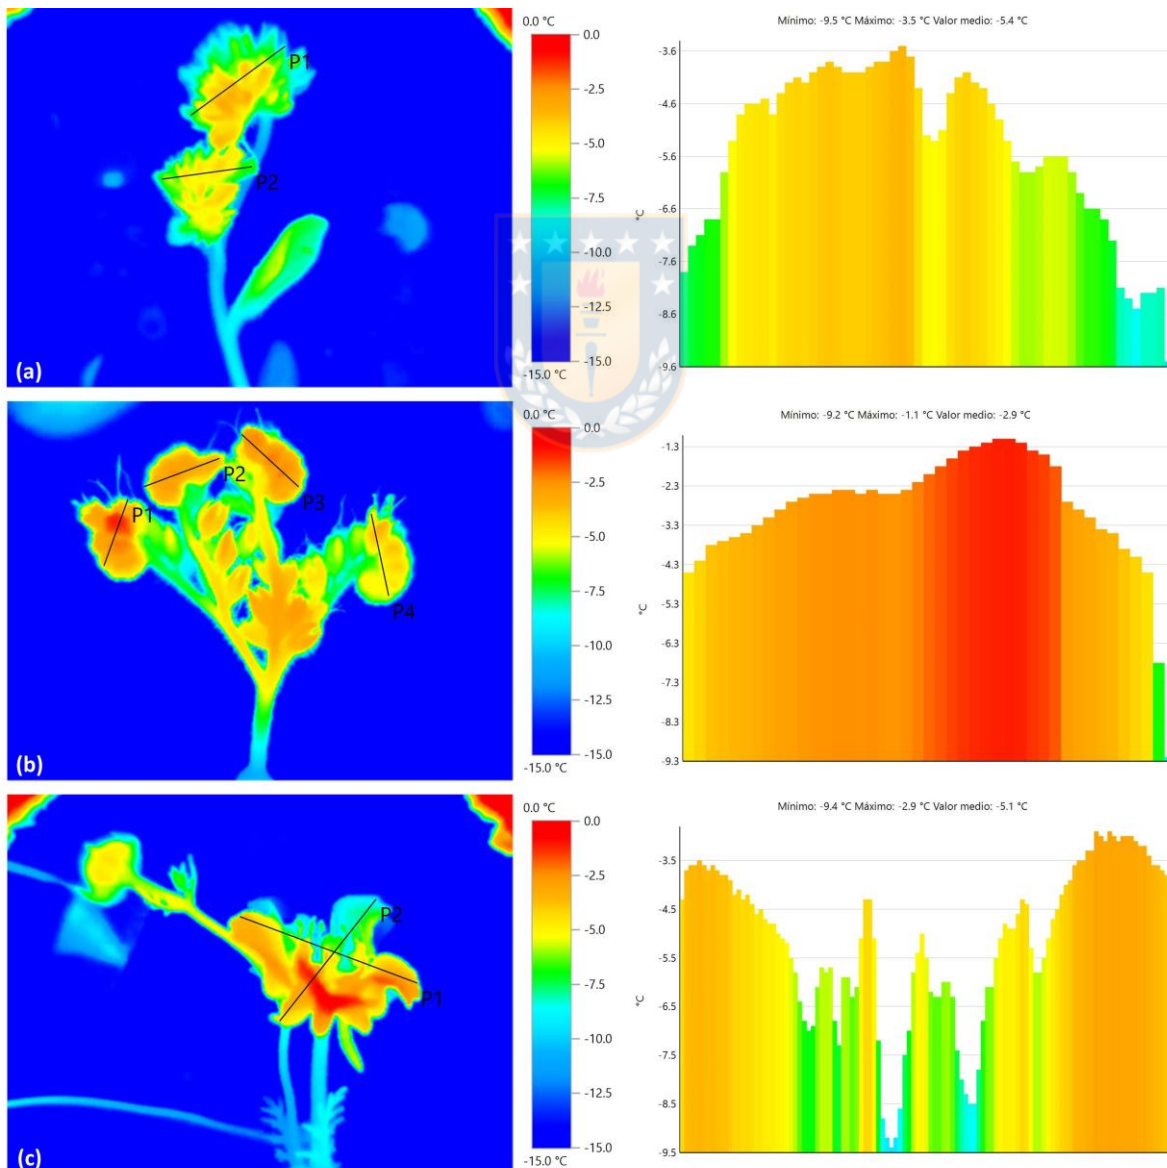 0.0 °C
0.0
-2.5
-5.0
-7.5
-10.0
-12.5
-15.0
-15.0 °C
P1
P2
(a)
Mínimo: -9.5 °C Máximo: -3.5 °C Valor medio: -5.4 °C
°C
-3.6
-4.6
-5.6
-6.6
-7.6
-8.6
-9.6
0.0 °C
0.0
-2.5
-5.0
-7.5
-10.0
-12.5
-15.0
-15.0 °C
P1
P2
P3
P4
(b)
Mínimo: -9.2 °C Máximo: -1.1 °C Valor medio: -2.9 °C
°C
-1.3
-2.3
-3.3
-4.3
-5.3
-6.3
-7.3
-8.3
-9.3
0.0 °C
0.0
-2.5
-5.0
-7.5
-10.0
-12.5
-15.0
-15.0 °C
P2
P1
(c)
Mínimo: -9.4 °C Máximo: -2.9 °C Valor medio: -5.1 °C
°C
-3.5
-4.5
-5.5
-6.5
-7.5
-8.5
-9.5